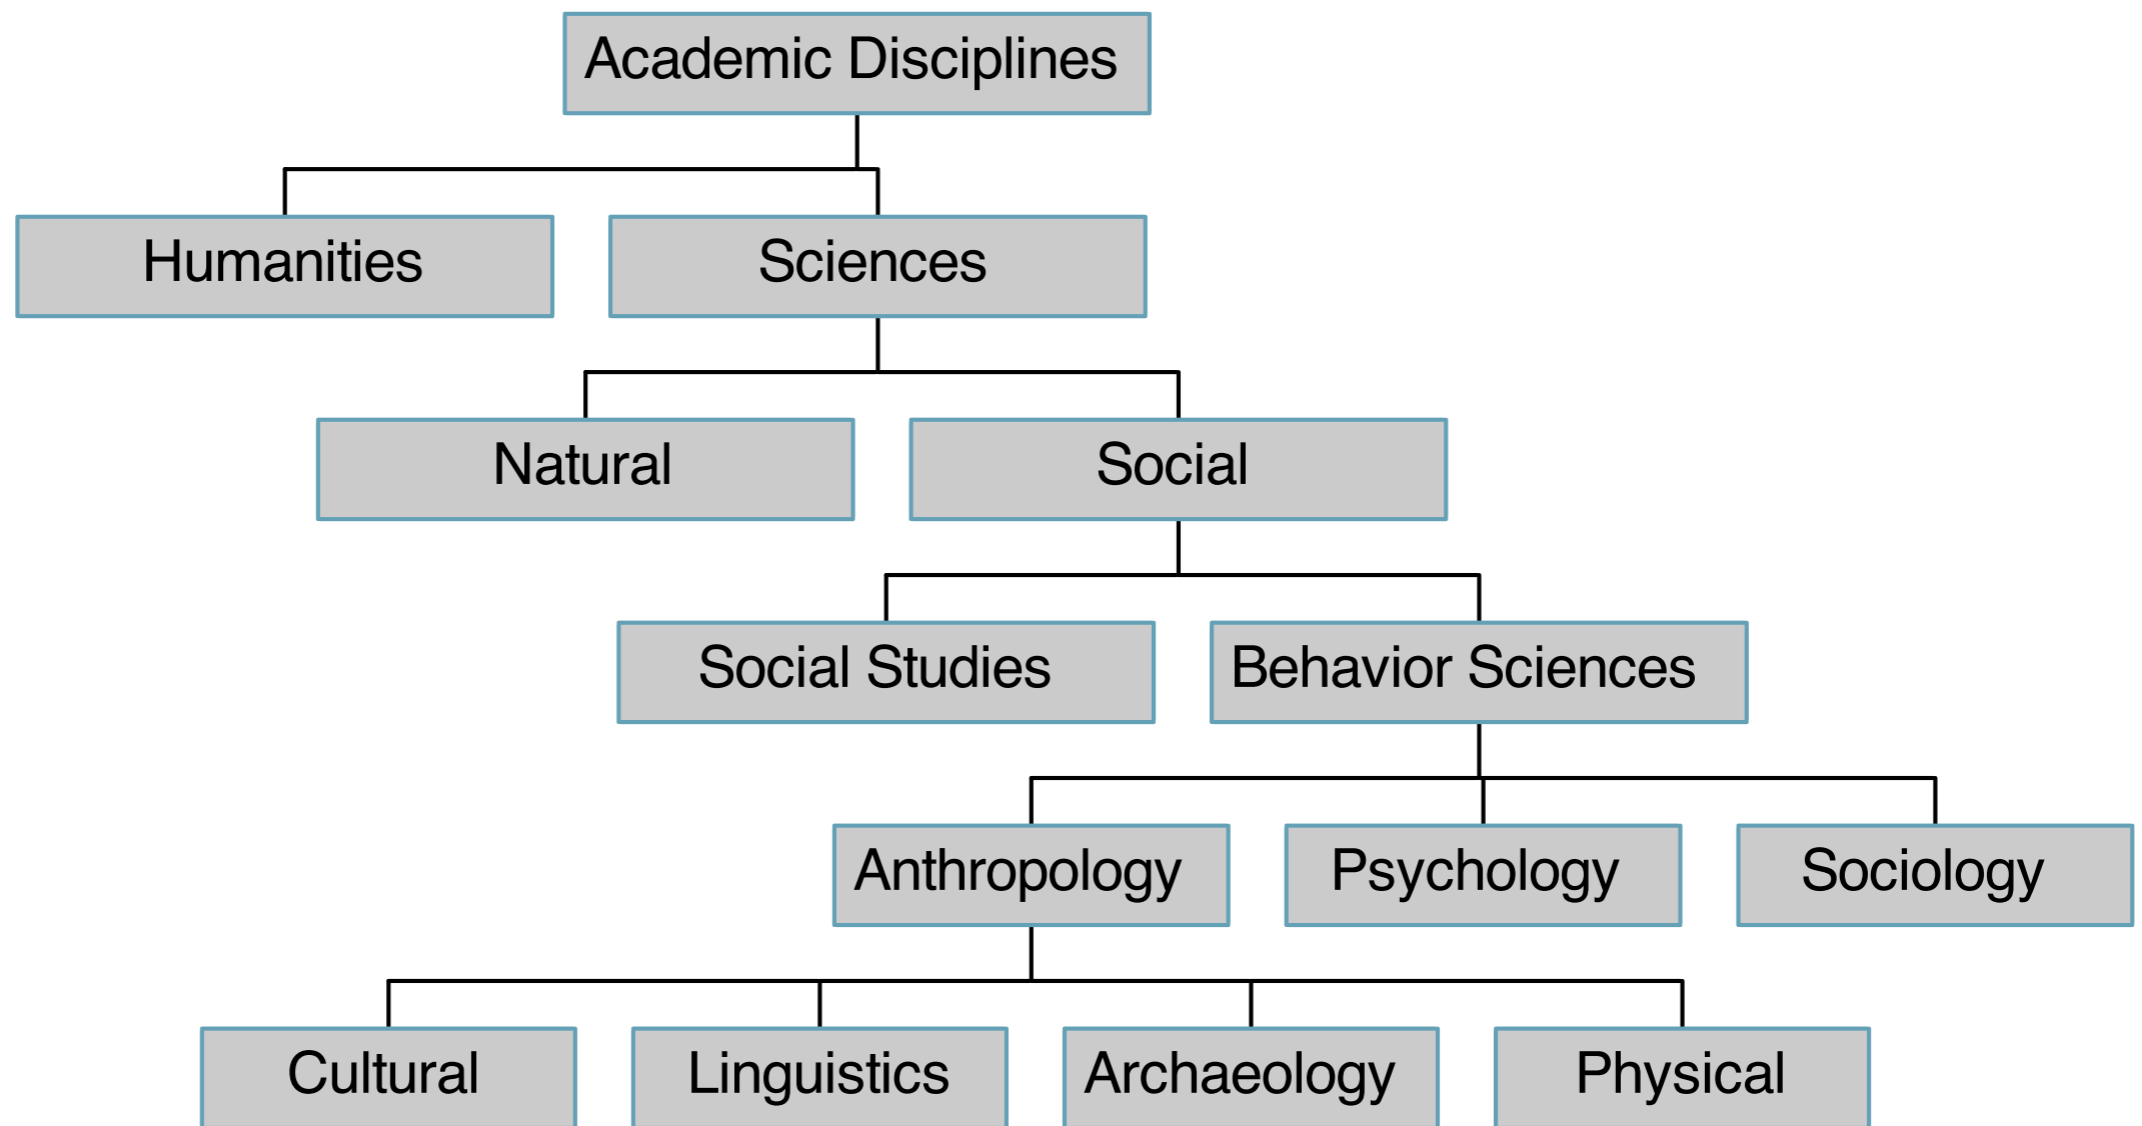 Academic Disciplines
Humanities
Sciences
Natural
Social
Social Studies
Behavior Sciences
Anthropology
Psychology
Sociology
Cultural
Linguistics
Archaeology
Physical